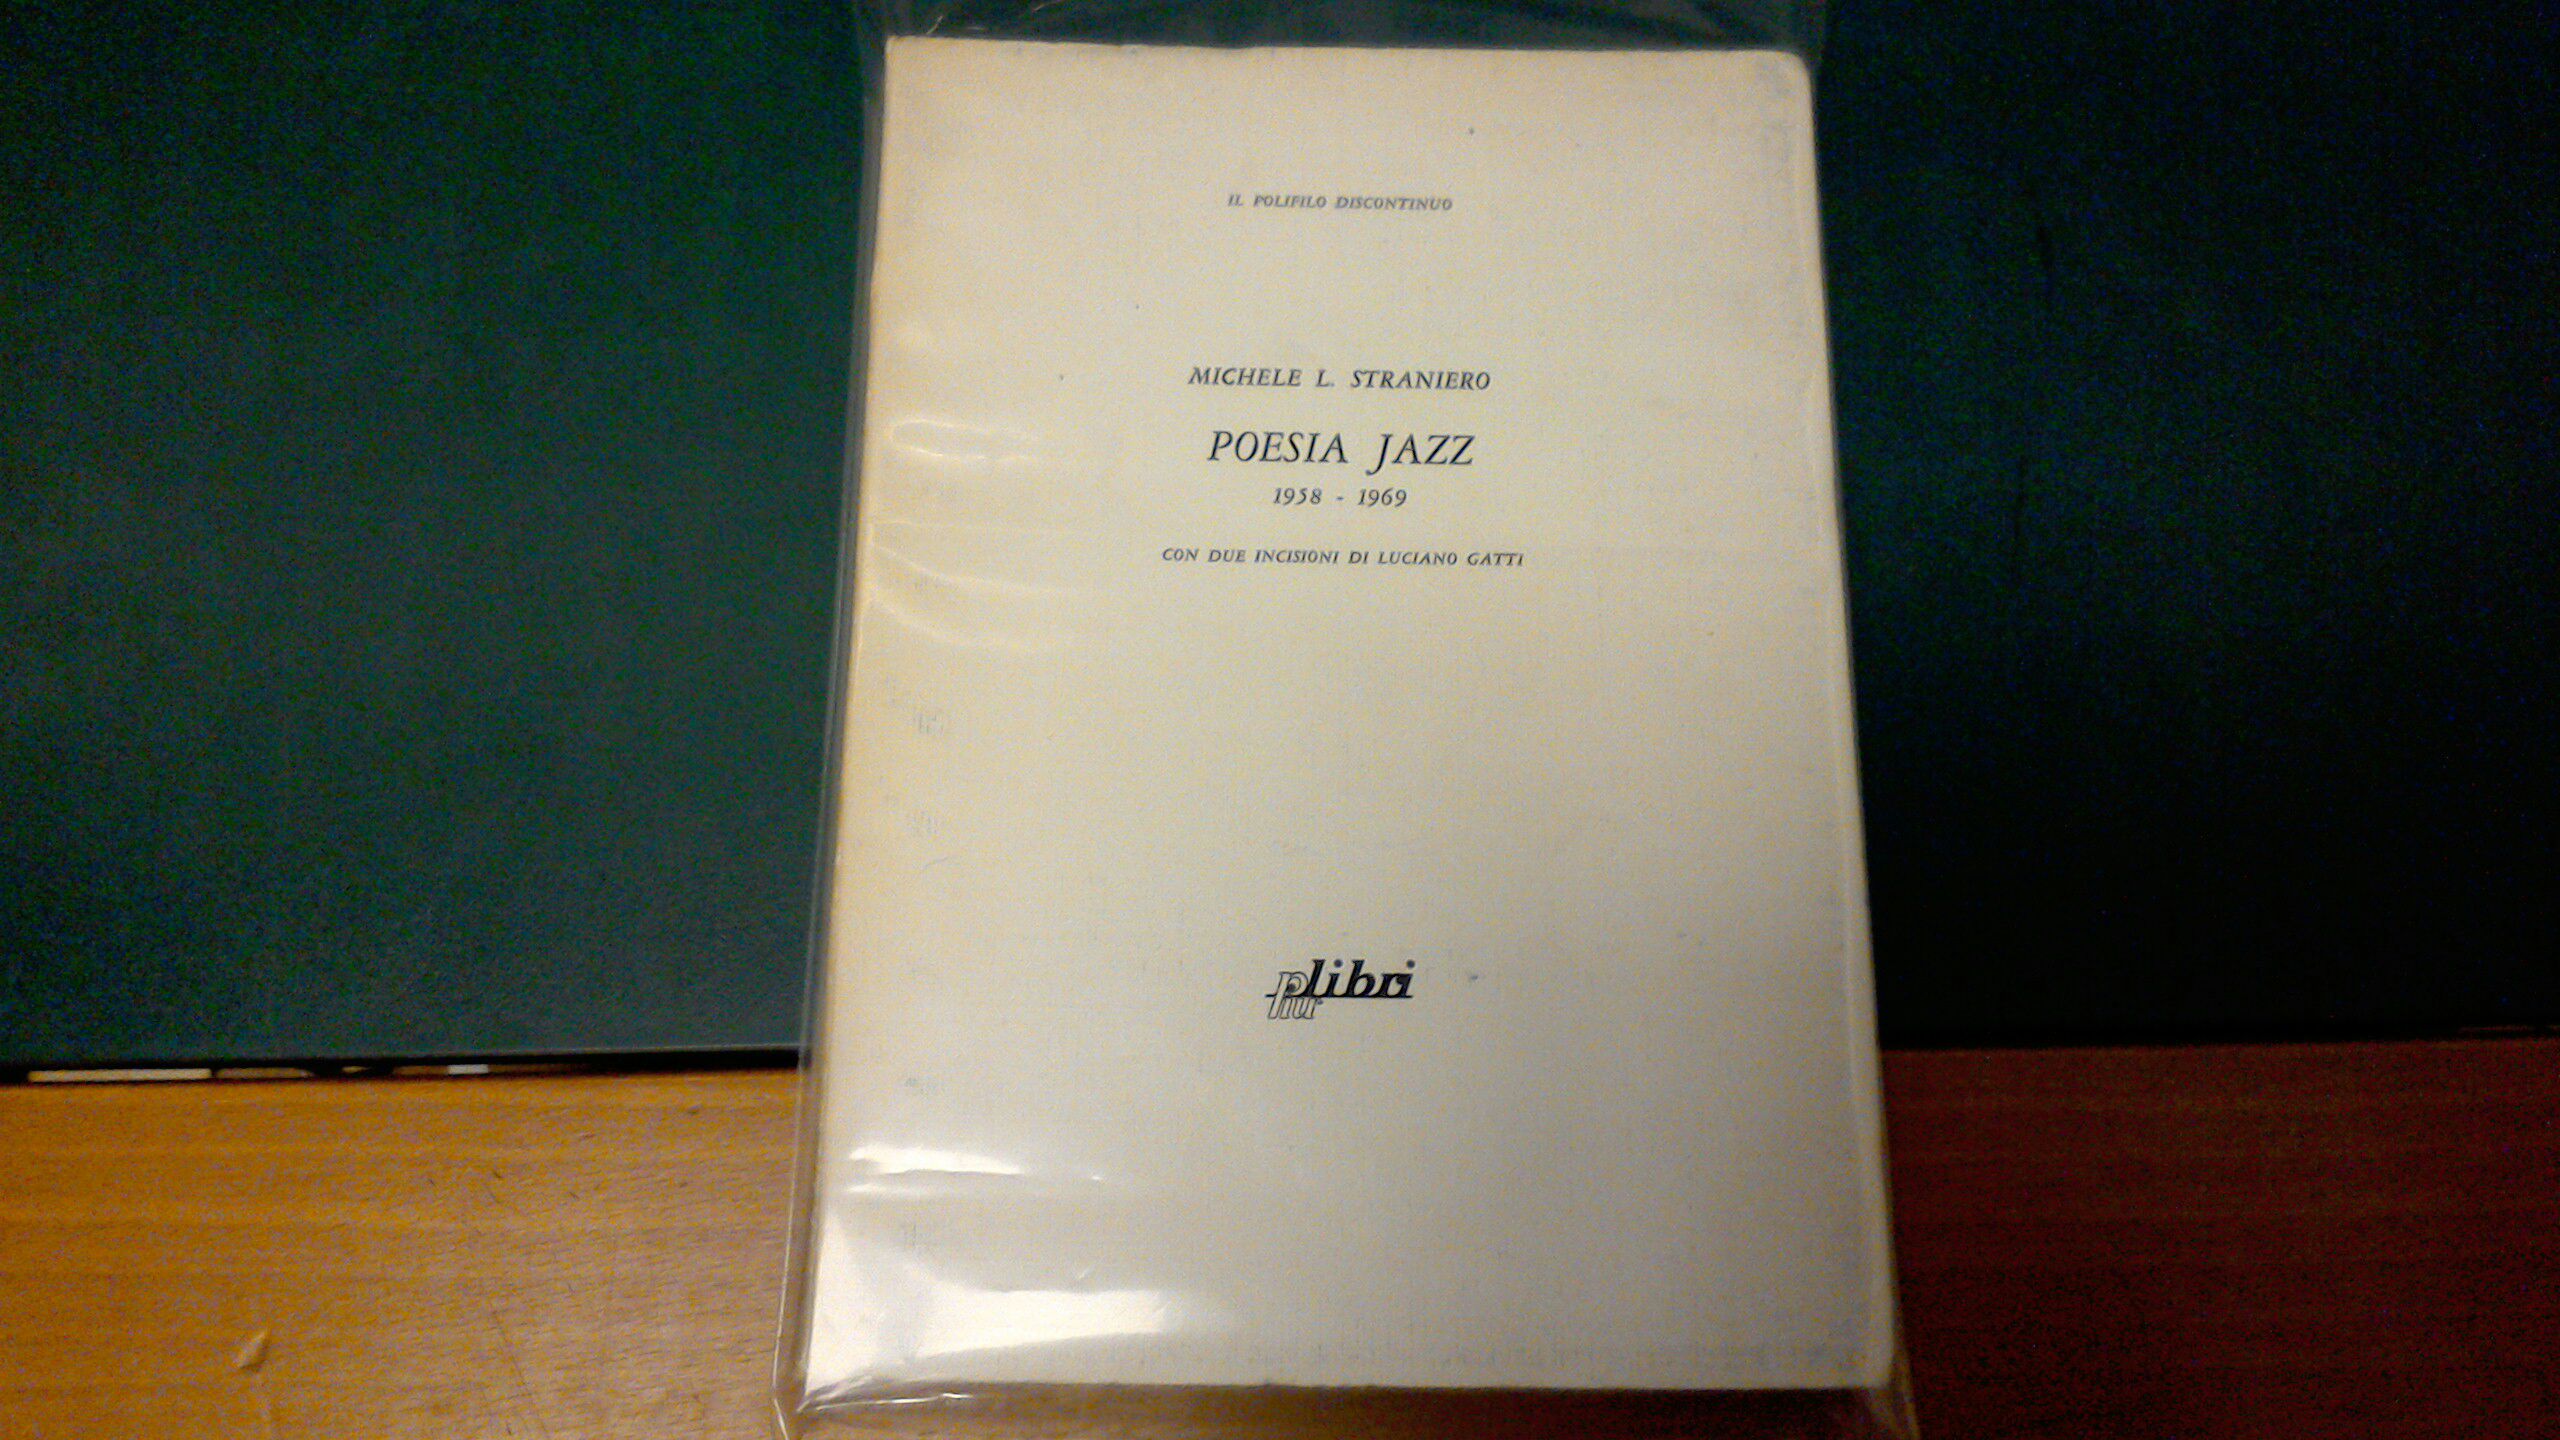 IL POLIFILO DISCONTINUO
MICHELE L. STRANIERO
POESIA JAZZ
1958 - 1969
CON DUE INCISIONI DI LUCIANO GATTI
libri